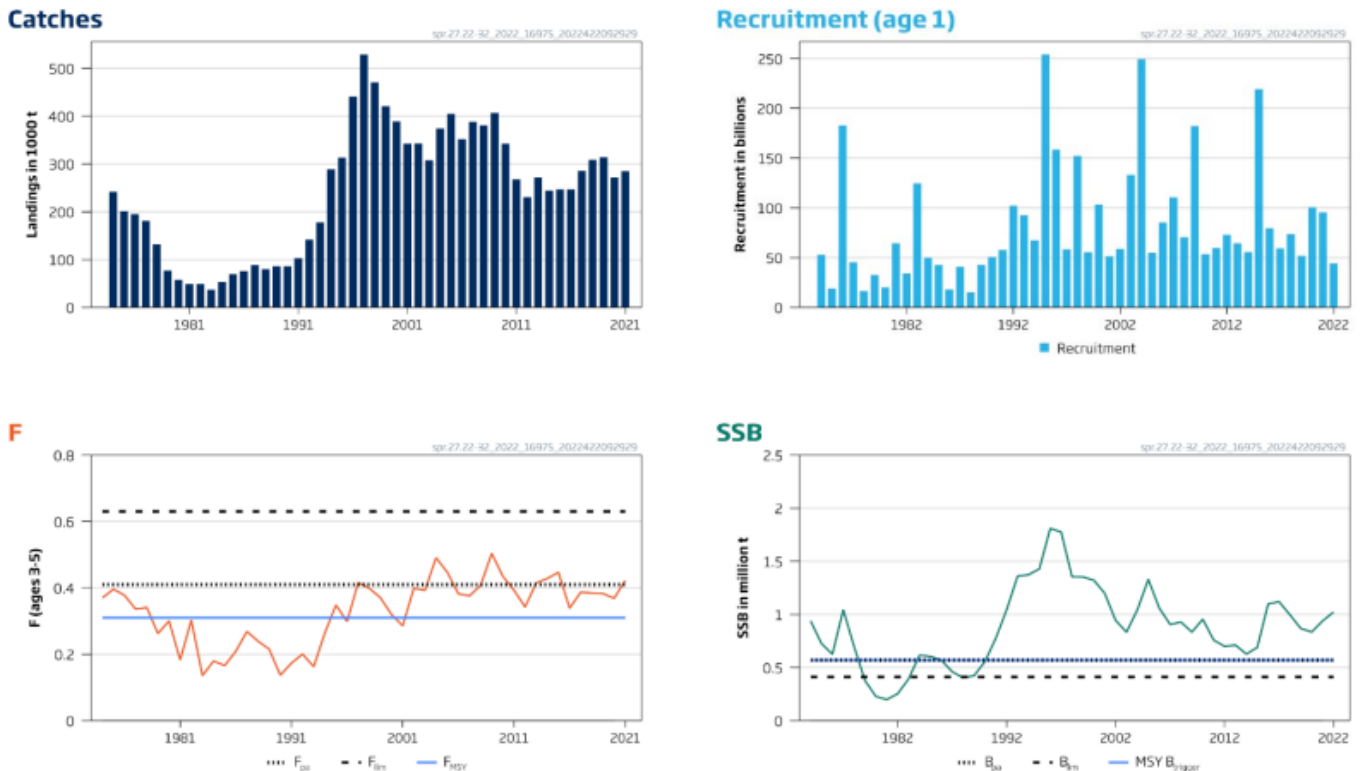 Catches
spr.27.22-32_2022_16975_2022422092929
Landings in 1000 t
500
400
300
200
100
0
1981
1991
2001
2011
2021
Recruitment (age 1)
spr.27.22-32_2022_16975_2022422092929
Recruitment in billions
250
200
150
100
50
0
1982
1992
2002
2012
2022
Recruitment
F
spr.27.22-32_2022_16975_2022422092929
F (ages 3-5)
0.8
0.6
0.4
0.2
0
1981
1991
2001
2011
2021
Fpa Flim FMSY
SSB
spr.27.22-32_2022_16975_2022422092929
SSB in million t
2.5
2
1.5
1
0.5
0
1982
1992
2002
2012
2022
Bpa Blim MSY Btrigger